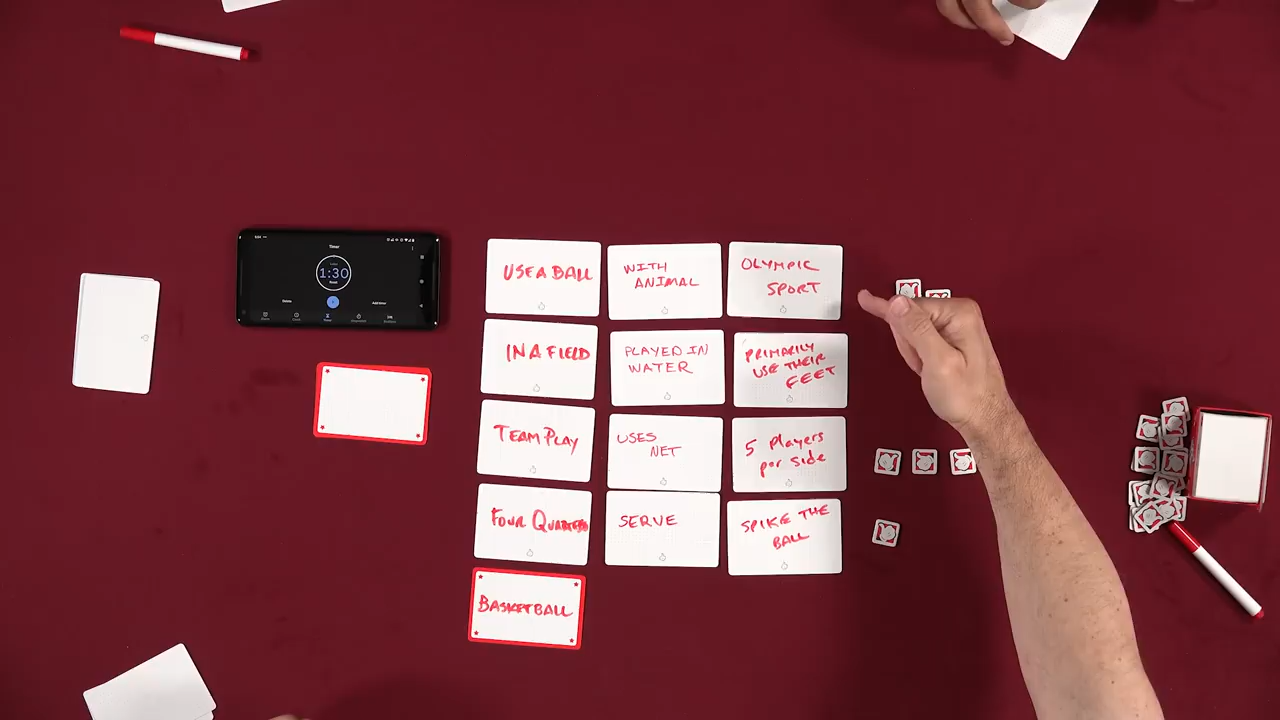 Timer
1:30
USE A BALL
WITH
ANIMAL
OLYMPIC
SPORT
IN A FIELD
PLAYED IN
WATER
PRIMARILY
USE THEIR
FEET
TEAM PLAY
USES
NET
5 PlAyERS
PER SIDE
FOUR QUARTERS
SERVE
SPIKE THE
BALL
BASKETBALL